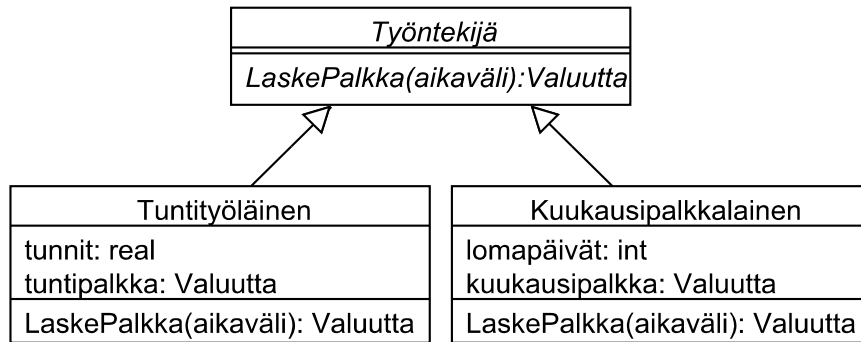 Työntekijä
LaskePalkka(aikaväli):Valuutta
Tuntityöläinen
tunnit: real
tuntipalkka: Valuutta
LaskePalkka(aikaväli): Valuutta
Kuukausipalkkalainen
lomapäivät: int
kuukausipalkka: Valuutta
LaskePalkka(aikaväli): Valuutta